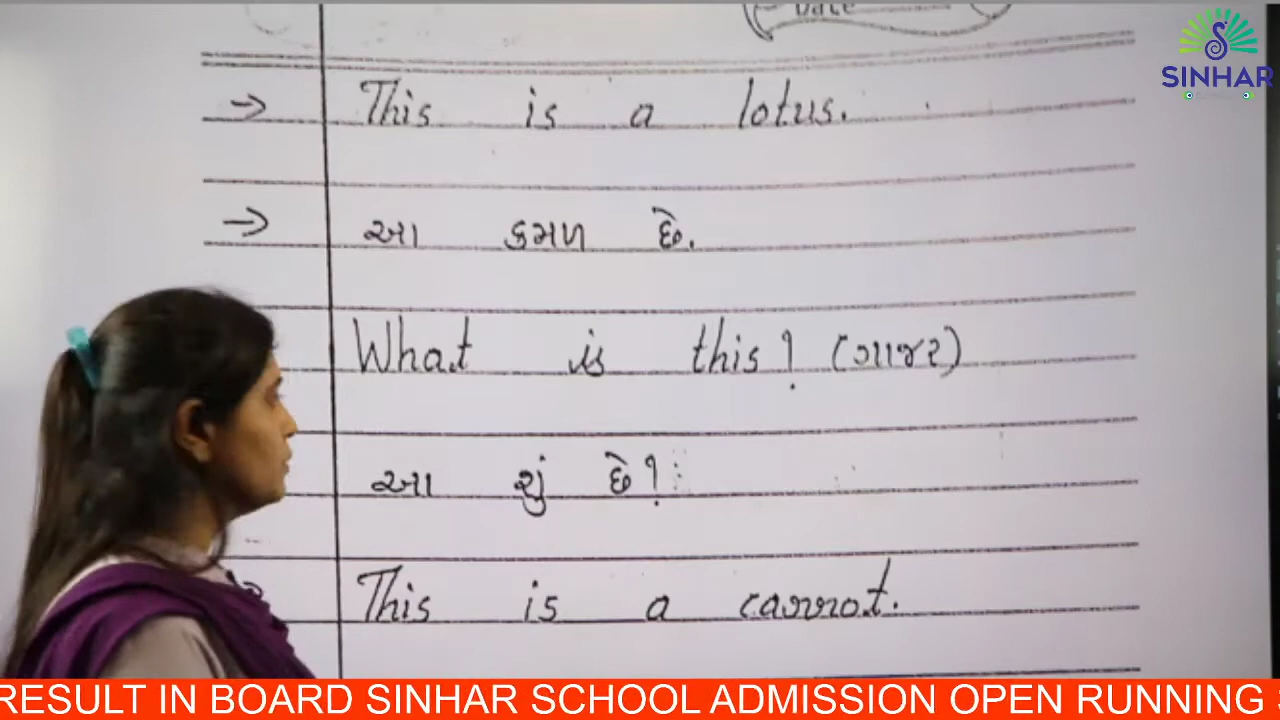 Date
SINHAR
→ This is a lotus.
→ આ કમળ છે.
What is this? (ગાજર)
આ શું છે?
This is a carrot.
RESULT IN BOARD SINHAR SCHOOL ADMISSION OPEN RUNNING